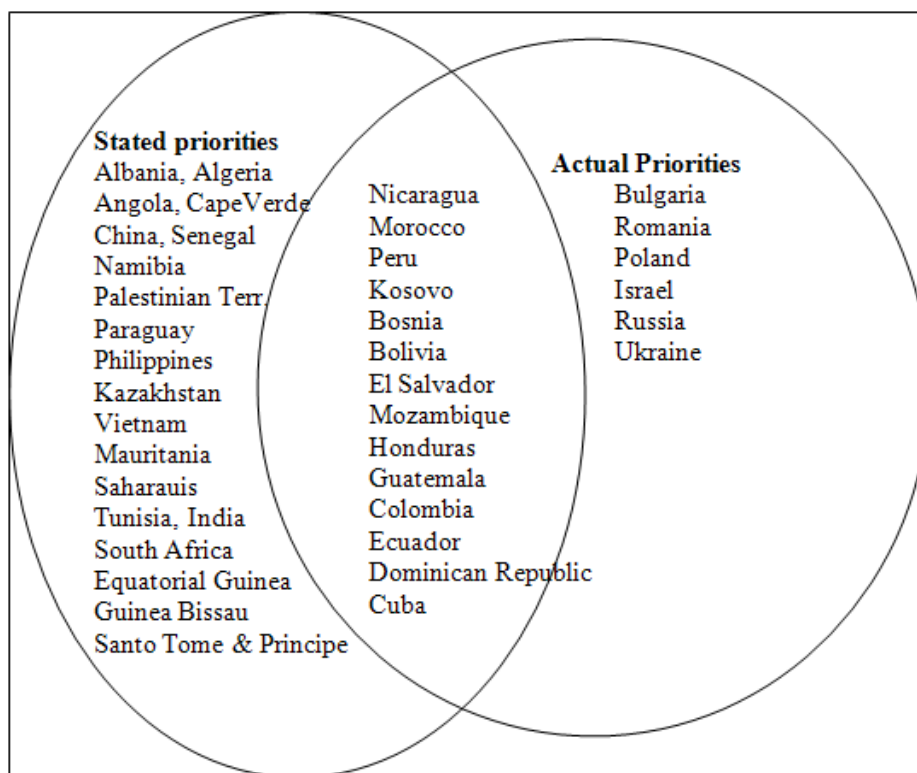 Stated priorities
Albania, Algeria
Angola, CapeVerde
China, Senegal
Namibia
Palestinian Terr.
Paraguay
Philippines
Kazakhstan
Vietnam
Mauritania
Saharauis
Tunisia, India
South Africa
Equatorial Guinea
Guinea Bissau
Santo Tome & Principe
Nicaragua
Morocco
Peru
Kosovo
Bosnia
Bolivia
El Salvador
Mozambique
Honduras
Guatemala
Colombia
Ecuador
Dominican Republic
Cuba
Actual Priorities
Bulgaria
Romania
Poland
Israel
Russia
Ukraine